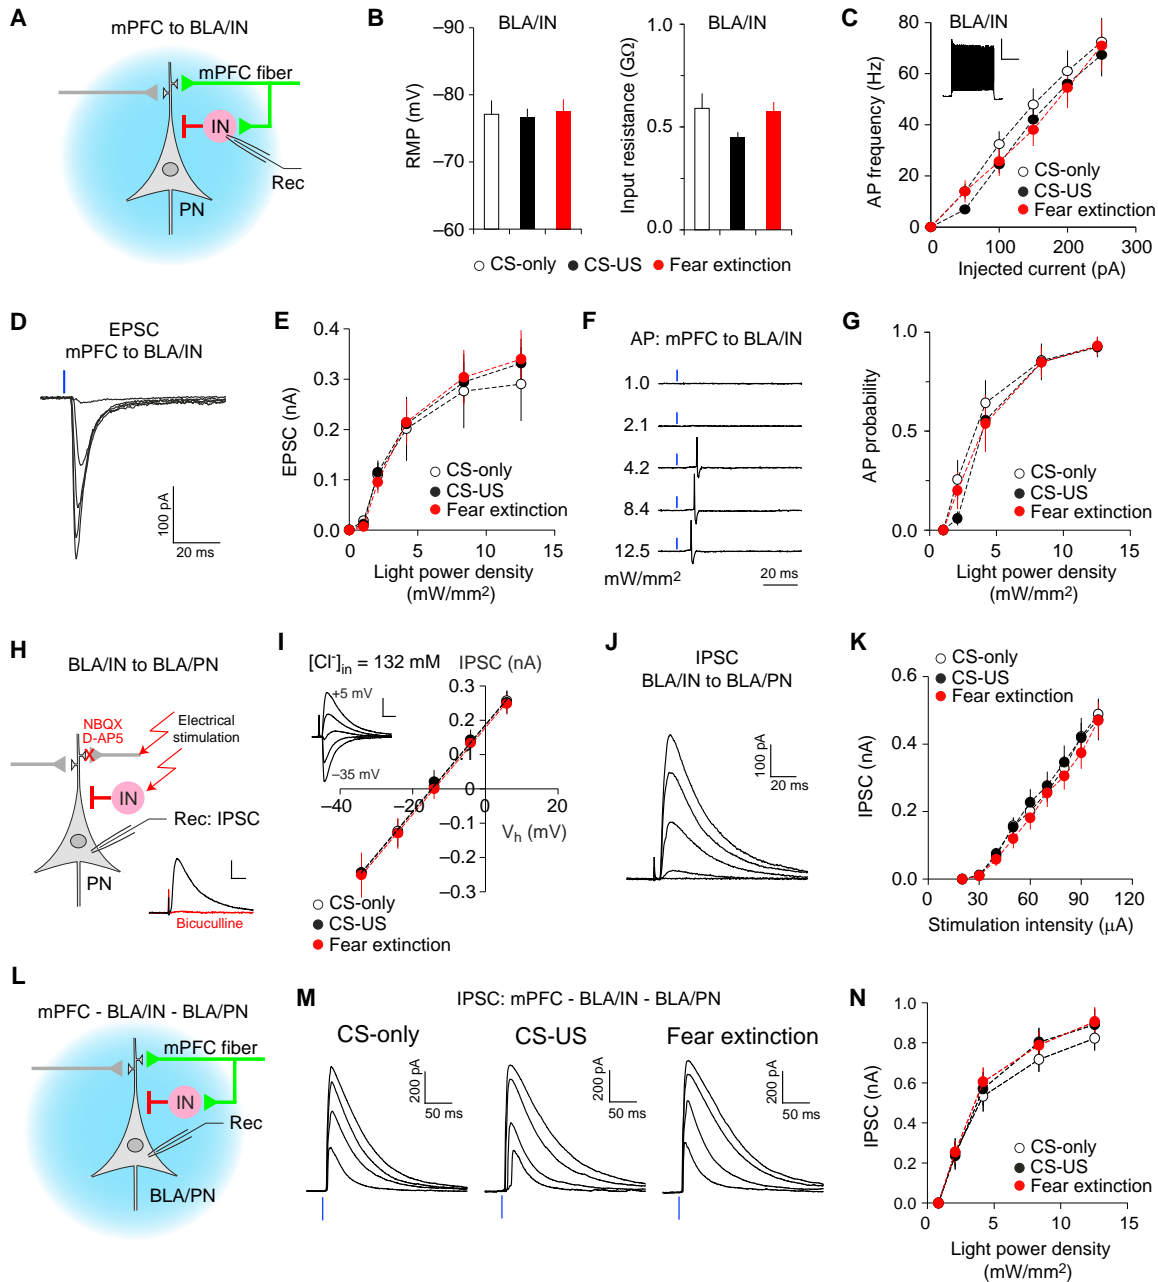 A
mPFC to BLA/IN
mPFC fiber
IN
Rec
PN
B
BLA/IN
BLA/IN
RMP (mV)
–90
–80
–70
–60
Input resistance (GΩ)
1.0
0.5
0.0
CS-only
CS-US
Fear extinction
C
BLA/IN
AP frequency (Hz)
80
60
40
20
0
CS-only
CS-US
Fear extinction
0
100
200
300
Injected current (pA)
D
EPSC
mPFC to BLA/IN
100 pA
20 ms
E
EPSC (nA)
0.4
0.3
0.2
0.1
0.0
CS-only
CS-US
Fear extinction
0
5
10
15
Light power density
(mW/mm²)
F
AP: mPFC to BLA/IN
1.0
2.1
4.2
8.4
12.5
mW/mm²
20 ms
G
AP probability
1.0
0.5
0.0
CS-only
CS-US
Fear extinction
0
5
10
15
Light power density
(mW/mm²)
H
BLA/IN to BLA/PN
NBQX
D-AP5
Electrical
stimulation
IN
Rec: IPSC
PN
Bicuculline
I
[Cl⁻]in = 132 mM
IPSC (nA)
+5 mV
–35 mV
0.3
0.2
0.1
–40
–20
0
20
Vh (mV)
–0.1
–0.2
–0.3
CS-only
CS-US
Fear extinction
J
IPSC
BLA/IN to BLA/PN
100 pA
20 ms
K
CS-only
CS-US
Fear extinction
IPSC (nA)
0.6
0.4
0.2
0.0
0
30
60
90
120
Stimulation intensity (μA)
L
mPFC - BLA/IN - BLA/PN
mPFC fiber
IN
Rec
BLA/PN
M
IPSC: mPFC - BLA/IN - BLA/PN
CS-only
CS-US
Fear extinction
200 pA
50 ms
200 pA
50 ms
200 pA
50 ms
N
IPSC (nA)
1.0
0.8
0.6
0.4
0.2
0.0
CS-only
CS-US
Fear extinction
0
5
10
15
Light power density
(mW/mm²)